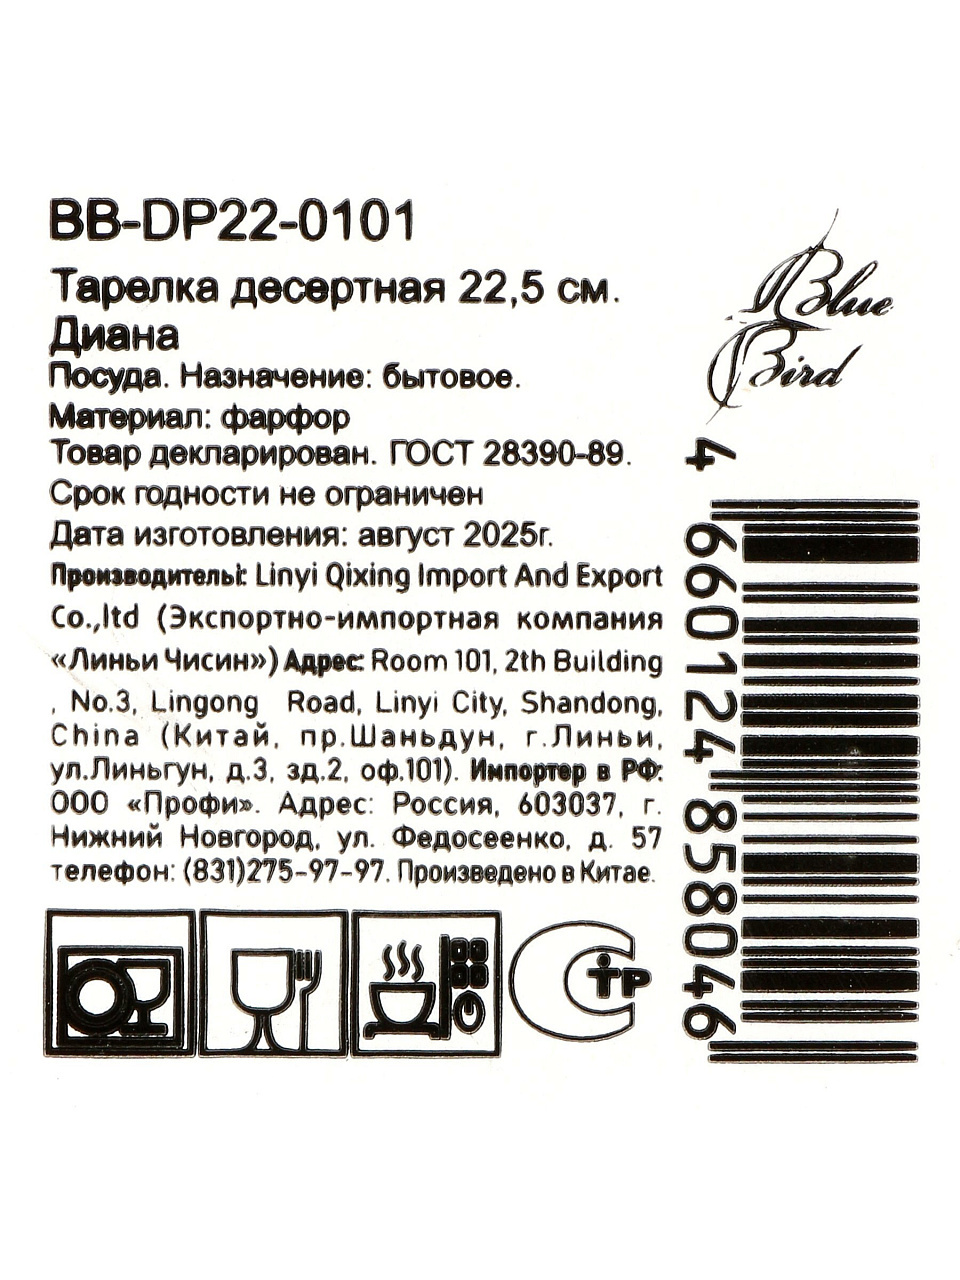 BB-DP22-0101
Тарелка десертная 22,5 см.
Диана
Посуда. Назначение: бытовое.
Материал: фарфор
Товар декларирован. ГОСТ 28390-89.
Срок годности не ограничен
Дата изготовления: август 2025г.
Производитель: Linyi Qixing Import And Export
Co.,ltd (Экспортно-импортная компания
«Линьи Чисин») Адрес: Room 101, 2th Building
, No.3, Lingong Road, Linyi City, Shandong,
China (Китай, пр.Шаньдун, г.Линьи,
ул.Линьгун, д.3, зд.2, оф.101). Импортер в РФ:
ООО «Профи». Адрес: Россия, 603037, г.
Нижний Новгород, ул. Федосеенко, д. 57
телефон: (831)275-97-97. Произведено в Китае.
Blue
Bird
4 660124 858046
СТР